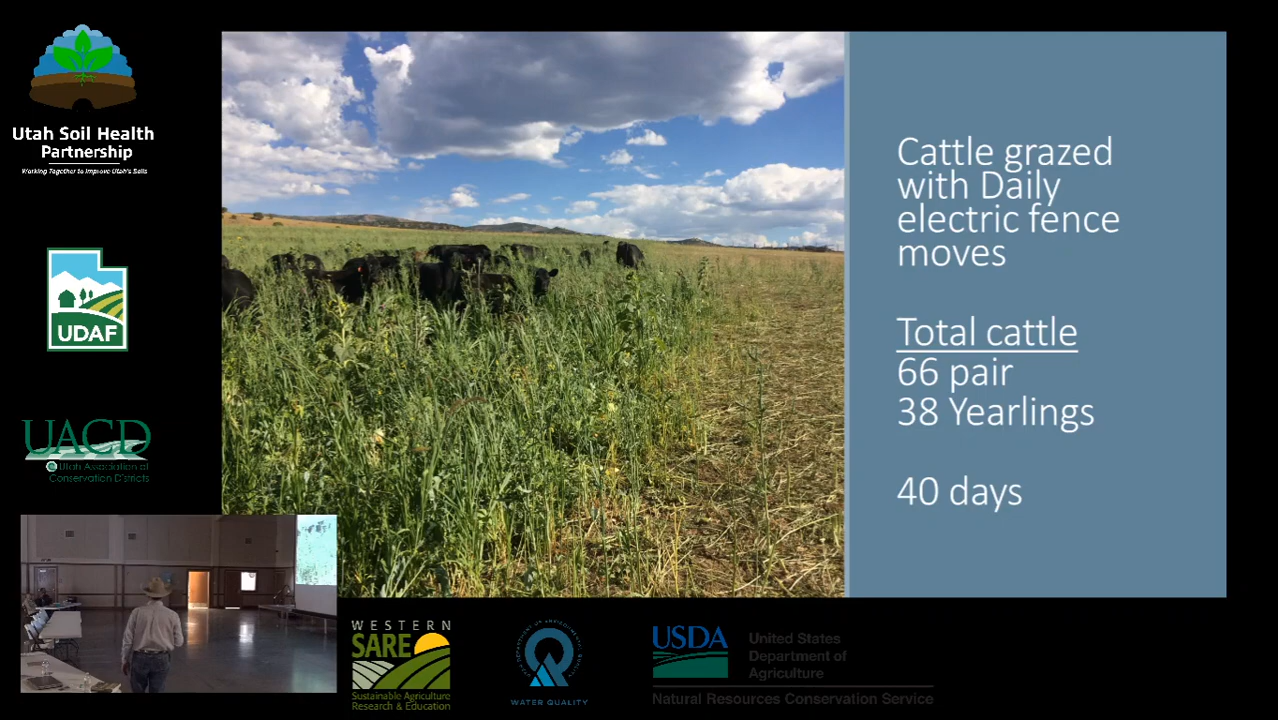 Utah Soil Health
Partnership
Working Together to Improve Utah's Soils
Cattle grazed
with Daily
electric fence
moves
Total cattle
66 pair
38 Yearlings
40 days
UDAF
UACD
Utah Association of
Conservation Districts
WESTERN
SARE
Sustainable Agriculture
Research & Education
WATER QUALITY
USDA
United States
Department of
Agriculture
Natural Resources Conservation Service